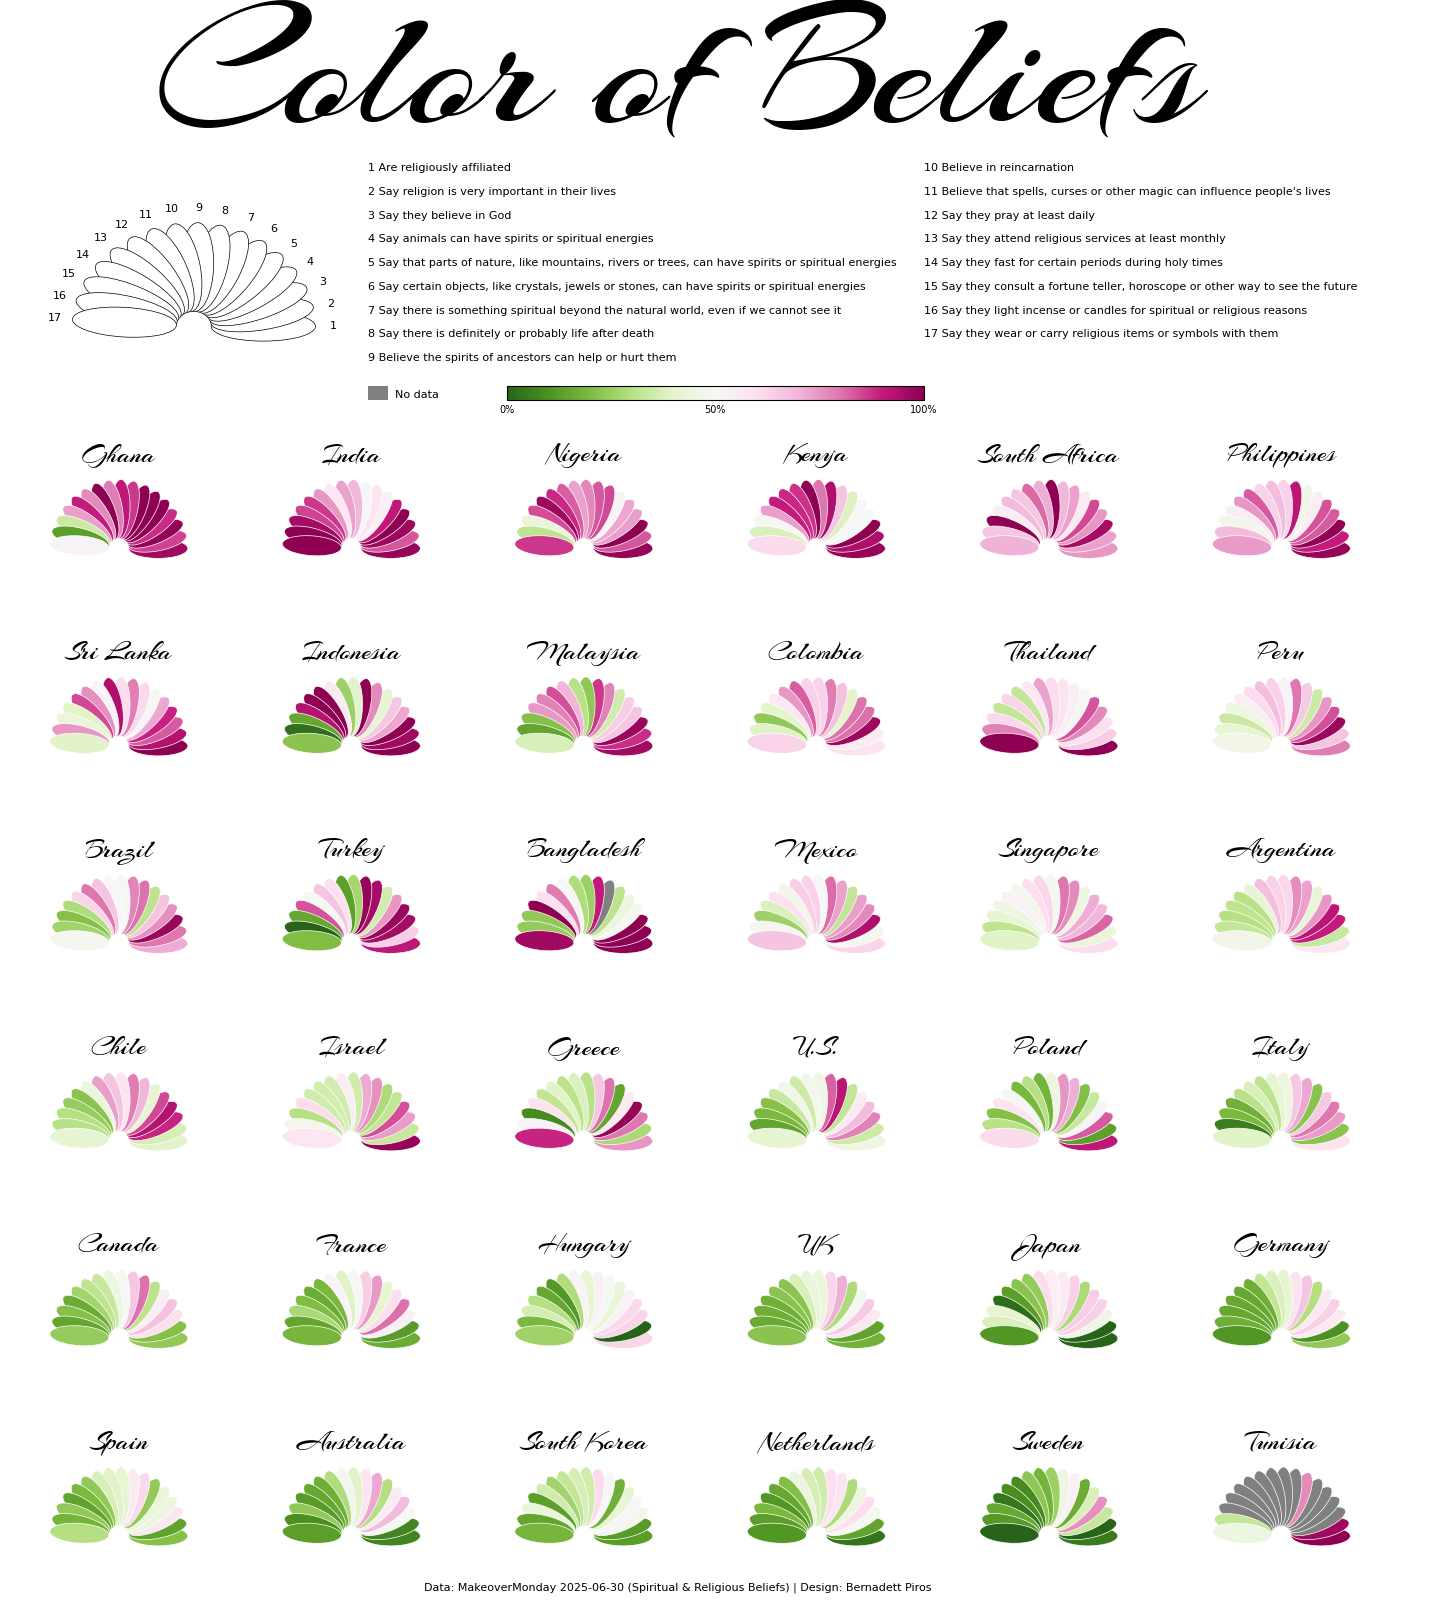 Color of Beliefs
1 Are religiously affiliated
2 Say religion is very important in their lives
3 Say they believe in God
4 Say animals can have spirits or spiritual energies
5 Say that parts of nature, like mountains, rivers or trees, can have spirits or spiritual energies
6 Say certain objects, like crystals, jewels or stones, can have spirits or spiritual energies
7 Say there is something spiritual beyond the natural world, even if we cannot see it
8 Say there is definitely or probably life after death
9 Believe the spirits of ancestors can help or hurt them
10 Believe in reincarnation
11 Believe that spells, curses or other magic can influence people's lives
12 Say they pray at least daily
13 Say they attend religious services at least monthly
14 Say they fast for certain periods during holy times
15 Say they consult a fortune teller, horoscope or other way to see the future
16 Say they light incense or candles for spiritual or religious reasons
17 Say they wear or carry religious items or symbols with them
17
16
15
14
13
12
11
10
9
8
7
6
5
4
3
2
1
No data
0% 50% 100%
Ghana India Nigeria Kenya South Africa Philippines
Sri Lanka Indonesia Malaysia Colombia Thailand Peru
Brazil Turkey Bangladesh Mexico Singapore Argentina
Chile Israel Greece U.S. Poland Italy
Canada France Hungary UK Japan Germany
Spain Australia South Korea Netherlands Sweden Tunisia
Data: MakeoverMonday 2025-06-30 (Spiritual & Religious Beliefs) | Design: Bernadett Piros